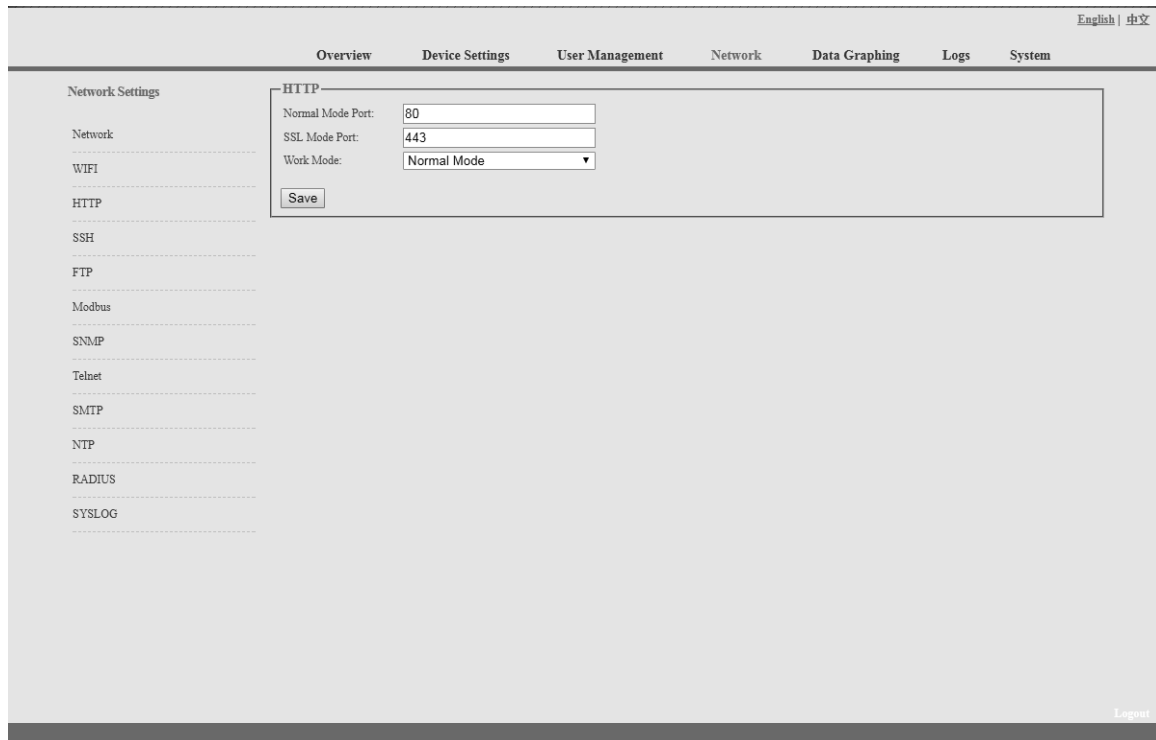 English | 中文
Overview Device Settings User Management Network Data Graphing Logs System
Network Settings
Network
WIFI
HTTP
SSH
FTP
Modbus
SNMP
Telnet
SMTP
NTP
RADIUS
SYSLOG
HTTP
Normal Mode Port: 80
SSL Mode Port: 443
Work Mode: Normal Mode
Save
Logout